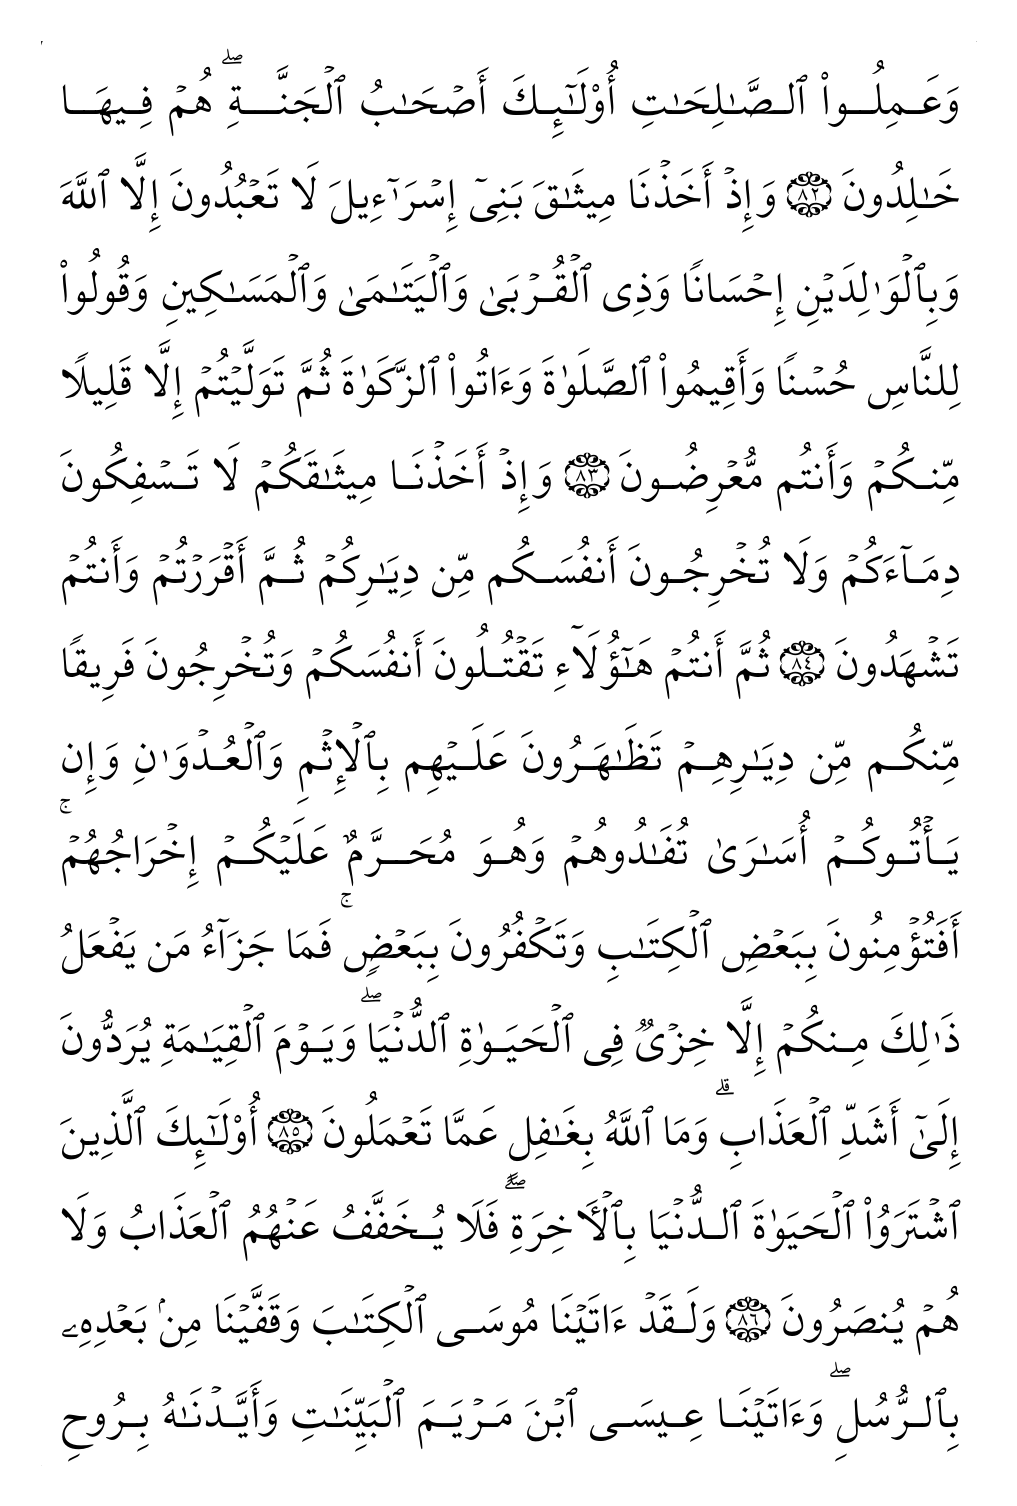 وَعَمِلُواْ ٱلصَّٰلِحَٰتِ أُوْلَٰٓئِكَ أَصْحَٰبُ ٱلْجَنَّةِۖ هُمْ فِيهَا
خَٰلِدُونَ ٨٢ وَإِذْ أَخَذْنَا مِيثَٰقَ بَنِىٓ إِسْرَٰٓءِيلَ لَا تَعْبُدُونَ إِلَّا ٱللَّهَ
وَبِٱلْوَٰلِدَيْنِ إِحْسَانًا وَذِى ٱلْقُرْبَىٰ وَٱلْيَتَٰمَىٰ وَٱلْمَسَٰكِينِ وَقُولُواْ
لِلنَّاسِ حُسْنًا وَأَقِيمُواْ ٱلصَّلَوٰةَ وَءَاتُواْ ٱلزَّكَوٰةَ ثُمَّ تَوَلَّيْتُمْ إِلَّا قَلِيلًا
مِّنكُمْ وَأَنتُم مُّعْرِضُونَ ٨٣ وَإِذْ أَخَذْنَا مِيثَٰقَكُمْ لَا تَسْفِكُونَ
دِمَآءَكُمْ وَلَا تُخْرِجُونَ أَنفُسَكُم مِّن دِيَٰرِكُمْ ثُمَّ أَقْرَرْتُمْ وَأَنتُمْ
تَشْهَدُونَ ٨٤ ثُمَّ أَنتُمْ هَٰٓؤُلَآءِ تَقْتُلُونَ أَنفُسَكُمْ وَتُخْرِجُونَ فَرِيقًا
مِّنكُم مِّن دِيَٰرِهِمْ تَظَٰهَرُونَ عَلَيْهِم بِٱلْإِثْمِ وَٱلْعُدْوَٰنِ وَإِن
يَأْتُوكُمْ أُسَٰرَىٰ تُفَٰدُوهُمْ وَهُوَ مُحَرَّمٌ عَلَيْكُمْ إِخْرَاجُهُمْۚ
أَفَتُؤْمِنُونَ بِبَعْضِ ٱلْكِتَٰبِ وَتَكْفُرُونَ بِبَعْضٍۚ فَمَا جَزَآءُ مَن يَفْعَلُ
ذَٰلِكَ مِنكُمْ إِلَّا خِزْىٌ فِى ٱلْحَيَوٰةِ ٱلدُّنْيَاۖ وَيَوْمَ ٱلْقِيَٰمَةِ يُرَدُّونَ
إِلَىٰٓ أَشَدِّ ٱلْعَذَابِۗ وَمَا ٱللَّهُ بِغَٰفِلٍ عَمَّا تَعْمَلُونَ ٨٥ أُوْلَٰٓئِكَ ٱلَّذِينَ
ٱشْتَرَوُاْ ٱلْحَيَوٰةَ ٱلدُّنْيَا بِٱلْأَخِرَةِۖ فَلَا يُخَفَّفُ عَنْهُمُ ٱلْعَذَابُ وَلَا
هُمْ يُنصَرُونَ ٨٦ وَلَقَدْ ءَاتَيْنَا مُوسَى ٱلْكِتَٰبَ وَقَفَّيْنَا مِنۢ بَعْدِهِۦ
بِٱلرُّسُلِۖ وَءَاتَيْنَا عِيسَى ٱبْنَ مَرْيَمَ ٱلْبَيِّنَٰتِ وَأَيَّدْنَٰهُ بِرُوحِ